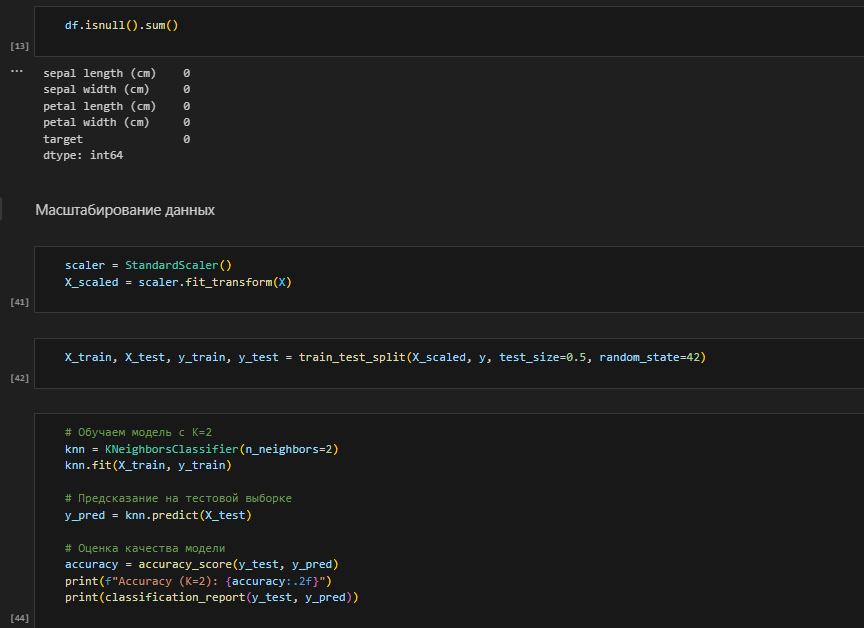 df.isnull().sum()
[13]
...
sepal length (cm)    0
sepal width (cm)     0
petal length (cm)    0
petal width (cm)     0
target               0
dtype: int64
Масштабирование данных
scaler = StandardScaler()
X_scaled = scaler.fit_transform(X)
[41]
X_train, X_test, y_train, y_test = train_test_split(X_scaled, y, test_size=0.5, random_state=42)
[42]
# Обучаем модель с K=2
knn = KNeighborsClassifier(n_neighbors=2)
knn.fit(X_train, y_train)
# Предсказание на тестовой выборке
y_pred = knn.predict(X_test)
# Оценка качества модели
accuracy = accuracy_score(y_test, y_pred)
print(f"Accuracy (K=2): {accuracy:.2f}")
print(classification_report(y_test, y_pred))
[44]